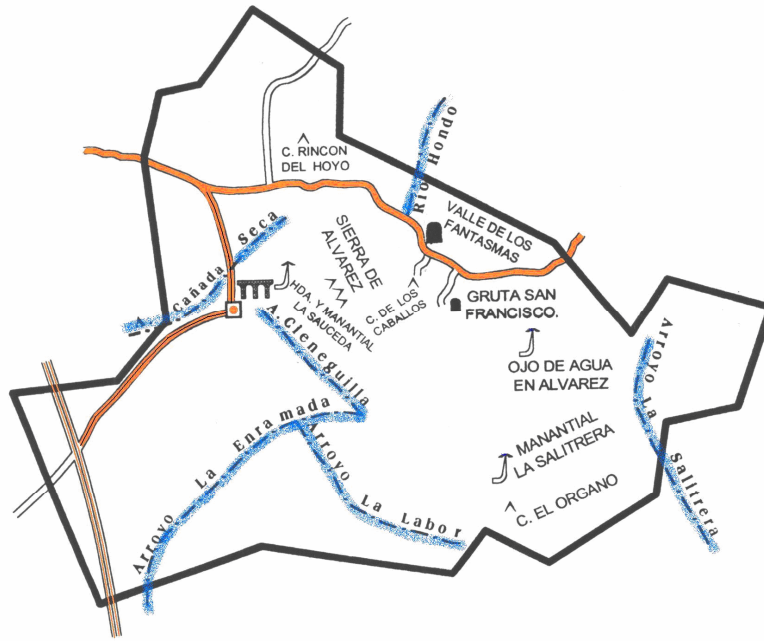 C. RINCON
DEL HOYO
Río Hondo
VALLE DE LOS
FANTASMAS
SIERRA DE
ALVAREZ
A. Cañada Seca
HDA. Y MANANTIAL
LA SAUCEDA
C. DE LOS
CABALLOS
GRUTA SAN
FRANCISCO.
A. Cieneguilla
OJO DE AGUA
EN ALVAREZ
Arroyo La Salitrera
Arroyo La Enramada
MANANTIAL
LA SALITRERA
Arroyo La Labor
C. EL ORGANO